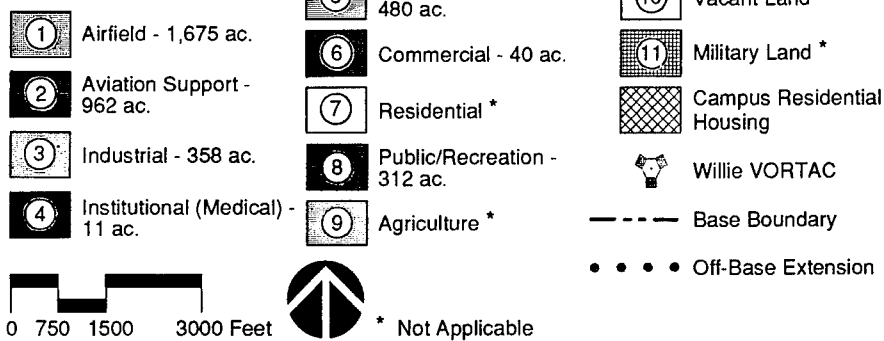 1 Airfield - 1,675 ac.
2 Aviation Support -
962 ac.
3 Industrial - 358 ac.
4 Institutional (Medical) -
11 ac.
480 ac.
6 Commercial - 40 ac.
7 Residential *
8 Public/Recreation -
312 ac.
9 Agriculture *
Vacant Land
11 Military Land *
Campus Residential
Housing
Willie VORTAC
Base Boundary
Off-Base Extension
0 750 1500 3000 Feet
* Not Applicable